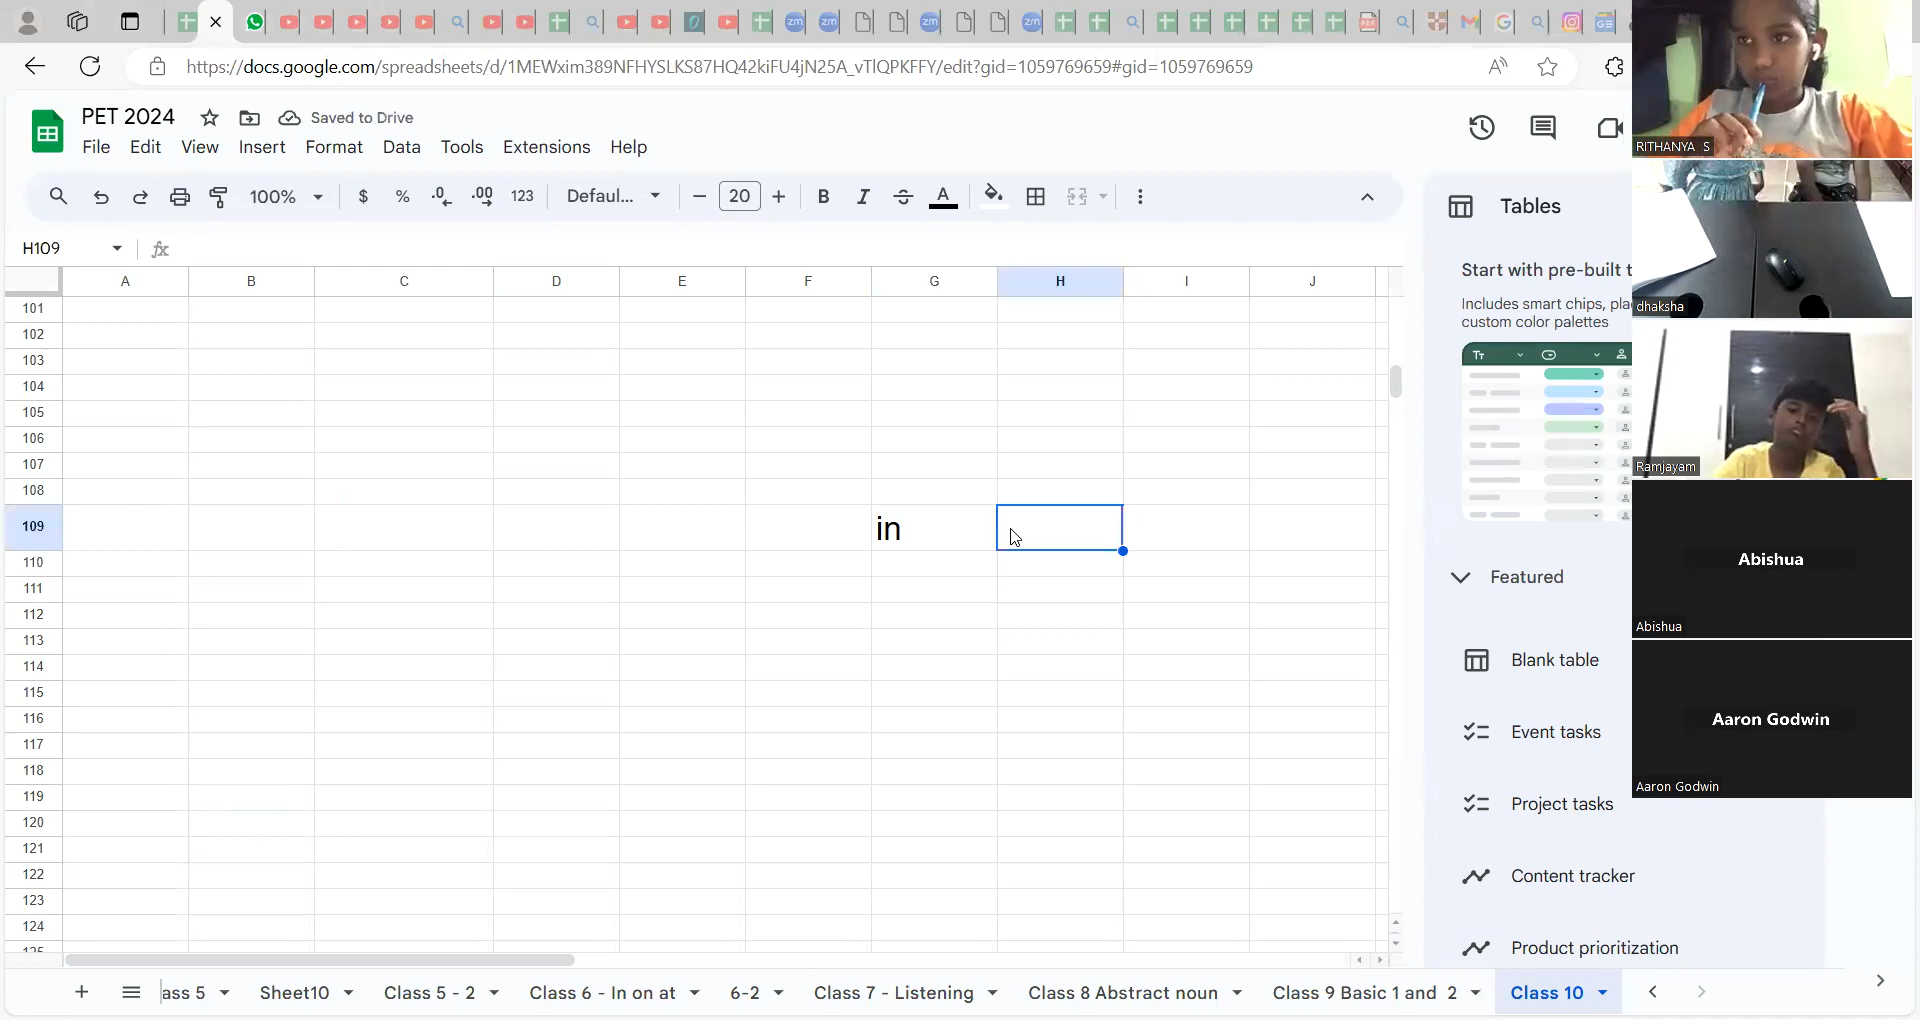 https://docs.google.com/spreadsheets/d/1MEWxim389NFHYSLKS87HQ42kiFU4jN25A_vTlQPKFFY/edit?gid=1059769659#gid=1059769659
PET 2024
Saved to Drive
File Edit View Insert Format Data Tools Extensions Help
100% $ % .0 .00 123 Defaul... 20 B I A
H109 fx
Tables
Start with pre-built t
Includes smart chips, pla
custom color palettes
A B C D E F G H I J
101
102
103
104
105
106
107
108
109 in
110
111
112
113
114
115
116
117
118
119
120
121
122
123
124
125
Featured
Blank table
Event tasks
Project tasks
Content tracker
Product prioritization
ass 5 Sheet10 Class 5 - 2 Class 6 - In on at 6-2 Class 7 - Listening Class 8 Abstract noun Class 9 Basic 1 and 2 Class 10
RITHANYA S
dhaksha
Ramjayam
Abishua
Abishua
Aaron Godwin
Aaron Godwin